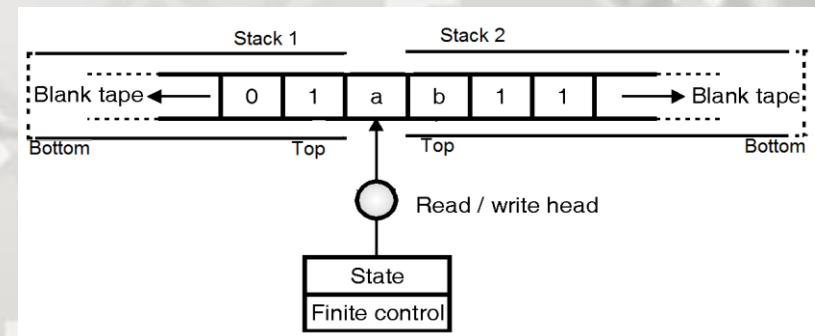 Stack 1 Stack 2
Blank tape 0 1 a b 1 1 Blank tape
Bottom Top Top Bottom
Read / write head
State
Finite control